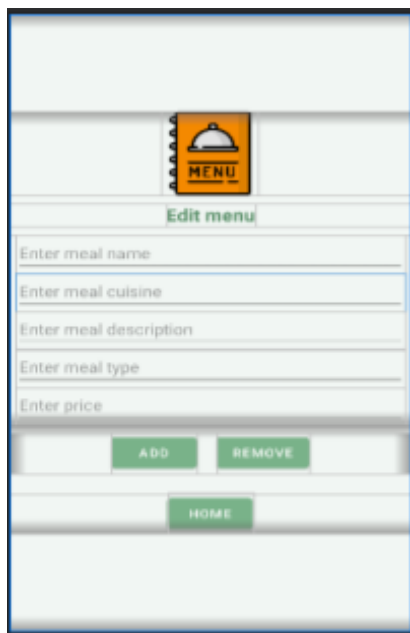 MENU
Edit menu
Enter meal name
Enter meal cuisine
Enter meal description
Enter meal type
Enter price
ADD REMOVE
HOME